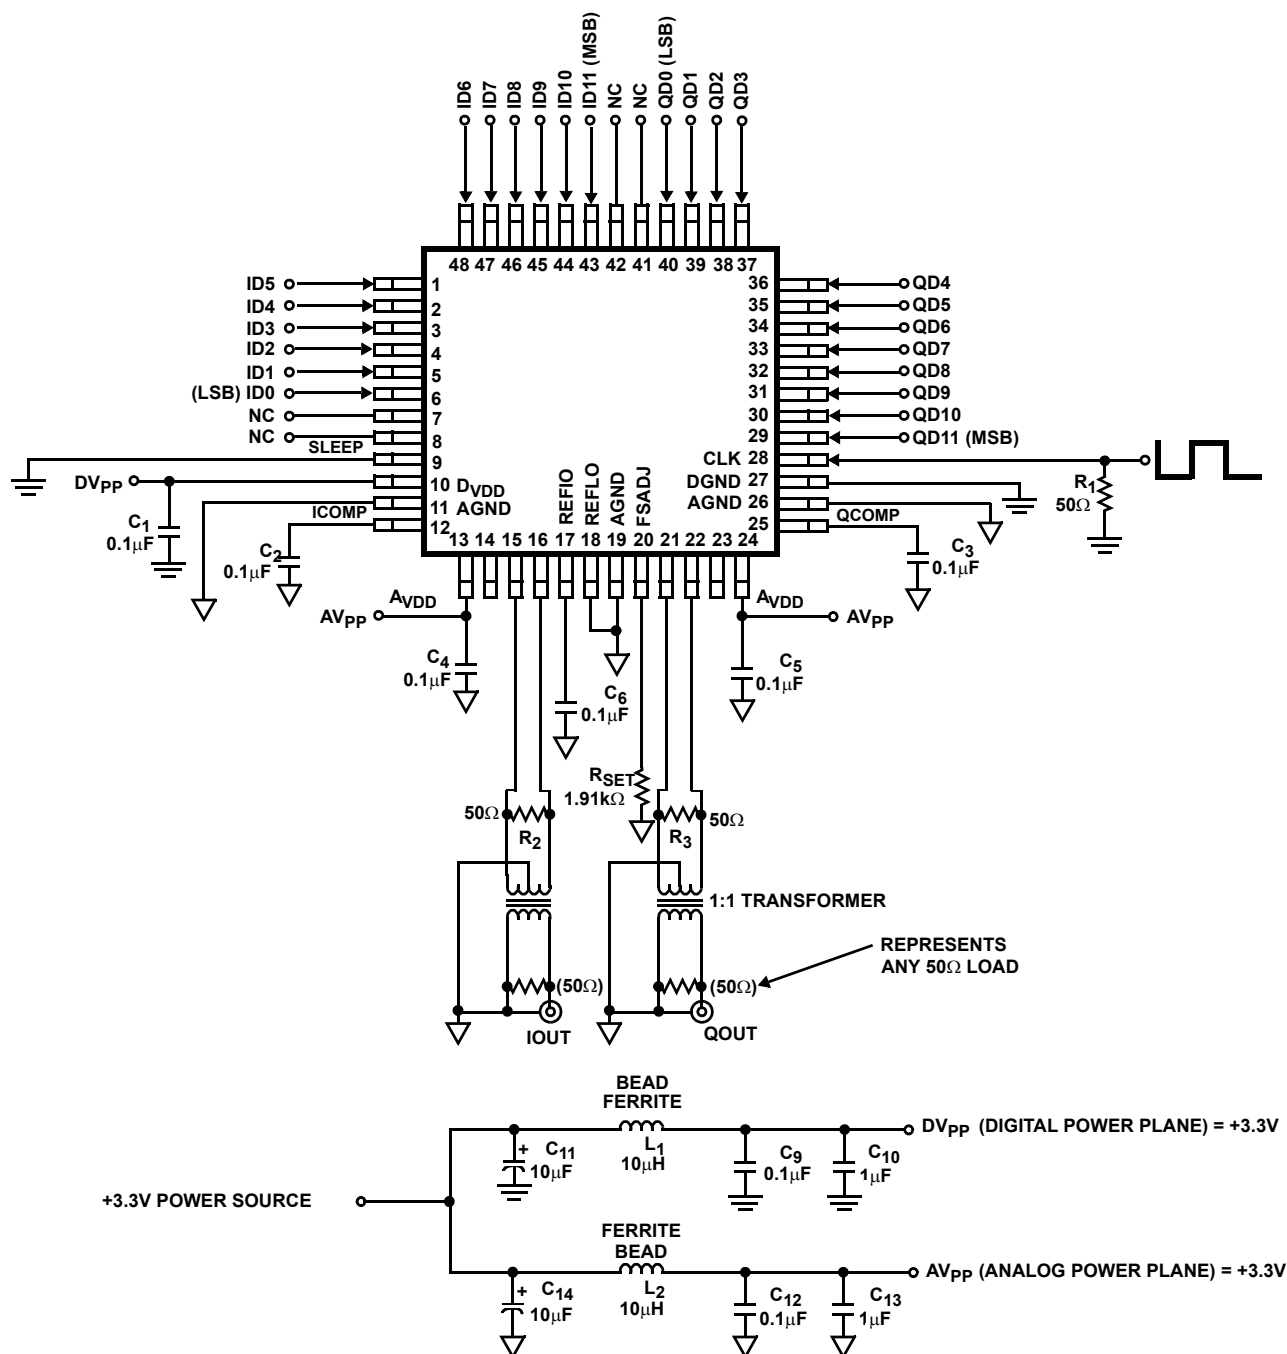 ID6
ID7
ID8
ID9
ID10
ID11 (MSB)
NC
NC
QD0 (LSB)
QD1
QD2
QD3
48 47 46 45 44 43 42 41 40 39 38 37
ID5
ID4
ID3
ID2
ID1
(LSB) ID0
NC
NC
SLEEP
DVPP
ICOMP
1
2
3
4
5
6
7
8
9
10 DVDD
11 AGND
12
13 14 15 16 17 18 19 20 21 22 23 24
REFIO
REFLO
AGND
FSADJ
36
35
34
33
32
31
30
29
CLK 28
DGND 27
AGND 26
25
QD4
QD5
QD6
QD7
QD8
QD9
QD10
QD11 (MSB)
QCOMP
R1
50Ω
C1
0.1μF
C2
0.1μF
C3
0.1μF
AVPP
AVDD
AVDD
AVPP
C4
0.1μF
C6
0.1μF
C5
0.1μF
RSET
1.91kΩ
50Ω
R2
R3
50Ω
1:1 TRANSFORMER
REPRESENTS
ANY 50Ω LOAD
(50Ω)
(50Ω)
IOUT
QOUT
BEAD
FERRITE
+
C11
10μF
L1
10μH
C9
0.1μF
C10
1μF
DVPP (DIGITAL POWER PLANE) = +3.3V
+3.3V POWER SOURCE
FERRITE
BEAD
+
C14
10μF
L2
10μH
C12
0.1μF
C13
1μF
AVPP (ANALOG POWER PLANE) = +3.3V